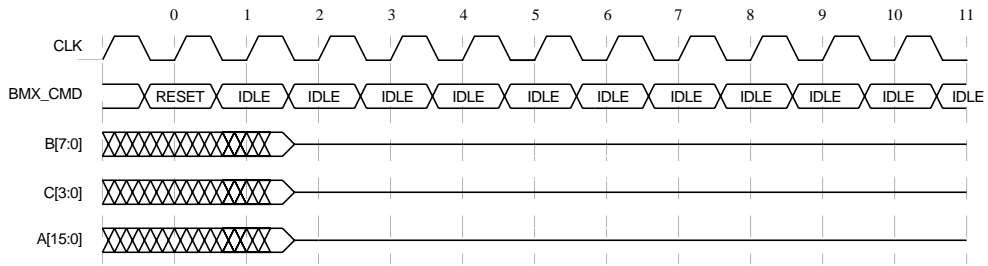 0 1 2 3 4 5 6 7 8 9 10 11
CLK
BMX_CMD RESET IDLE IDLE IDLE IDLE IDLE IDLE IDLE IDLE IDLE IDLE IDLE
B[7:0]
C[3:0]
A[15:0]